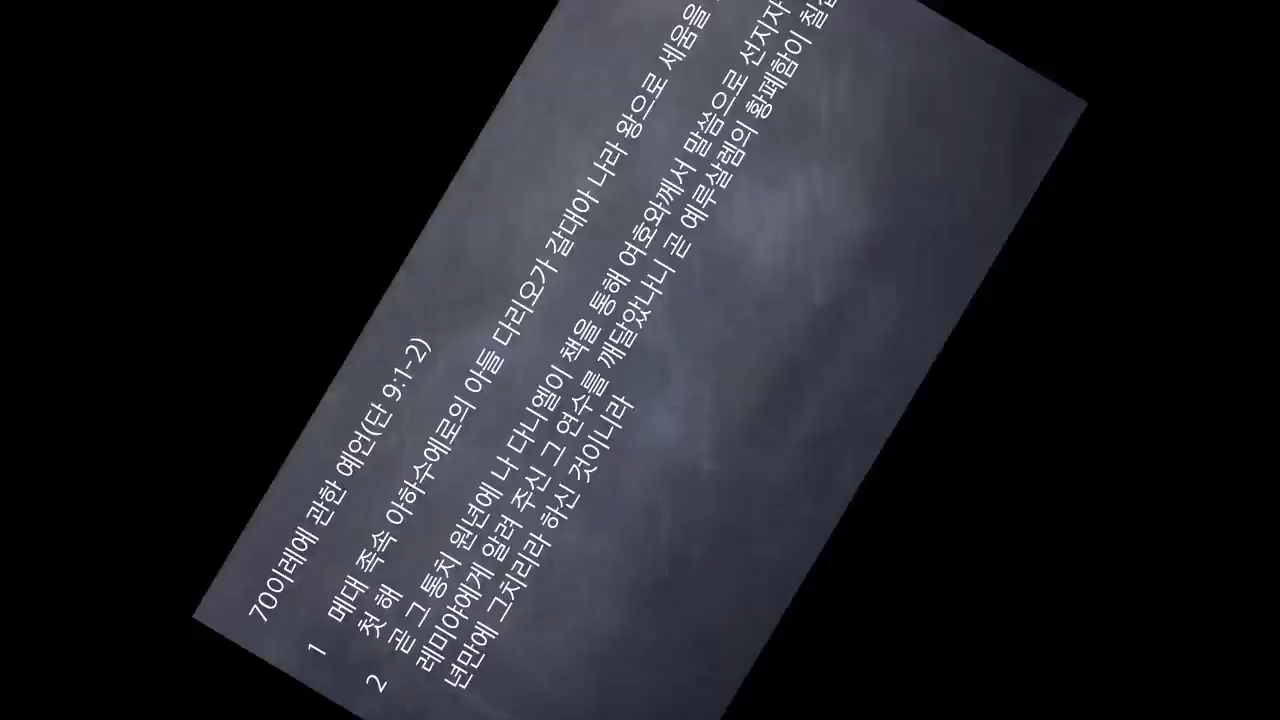 70이레에 관한 예언(단 9:1-2)
1 메대 족속 아하수에로의 아들 다리오가 갈대아 나라 왕으로 세움을
첫 해
2 곧 그 통치 원년에 나 다니엘이 책을 통해 여호와께서 말씀으로 선지자
레미야에게 알려 주신 그 연수를 깨달았나니 곧 예루살렘의 황폐함이
년만에 그치리라 하신 것이니라